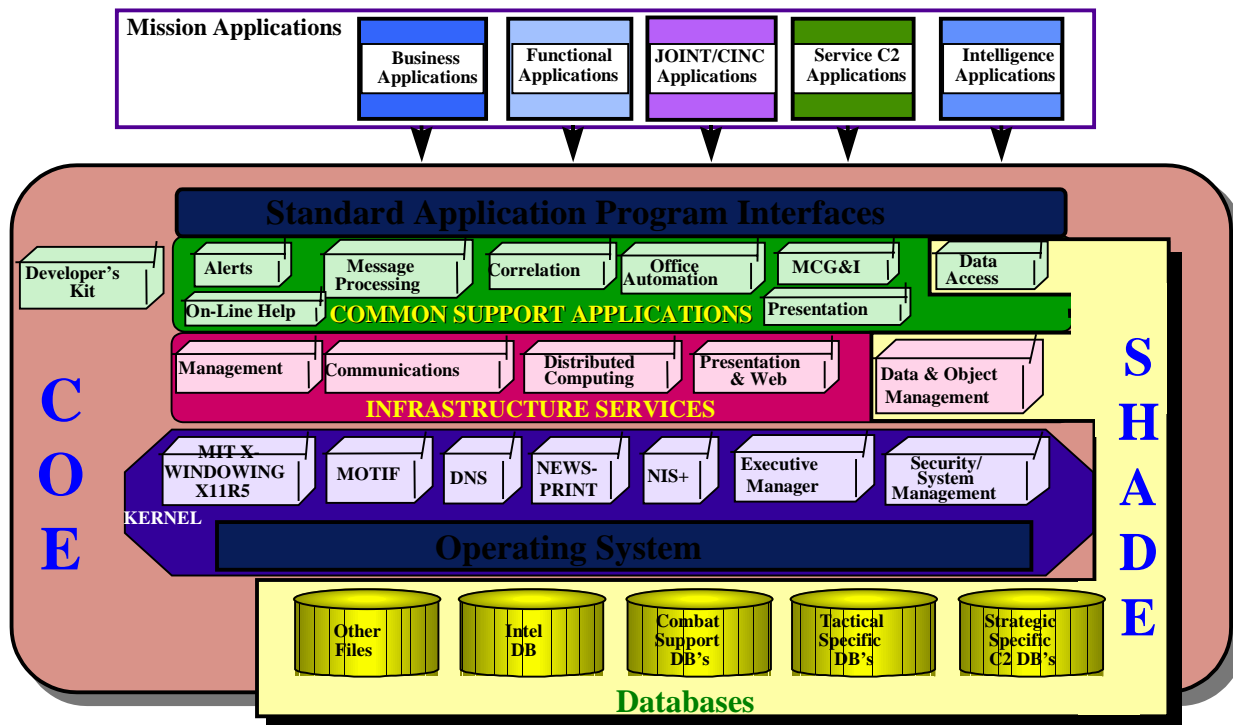 Mission Applications
Business
Applications
Functional
Applications
JOINT/CINC
Applications
Service C2
Applications
Intelligence
Applications
Standard Application Program Interfaces
Developer's
Kit
Alerts
Message
Processing
Correlation
Office
Automation
MCG&I
Data
Access
On-Line Help
COMMON SUPPORT APPLICATIONS
Presentation
Management
Communications
Distributed
Computing
Presentation
& Web
Data & Object
Management
INFRASTRUCTURE SERVICES
C
O
E
S
H
A
D
E
MIT X-
WINDOWING
X11R5
MOTIF
DNS
NEWS-
PRINT
NIS+
Executive
Manager
Security/
System
Management
KERNEL
Operating System
Other
Files
Intel
DB
Combat
Support
DB's
Tactical
Specific
DB's
Strategic
Specific
C2 DB's
Databases